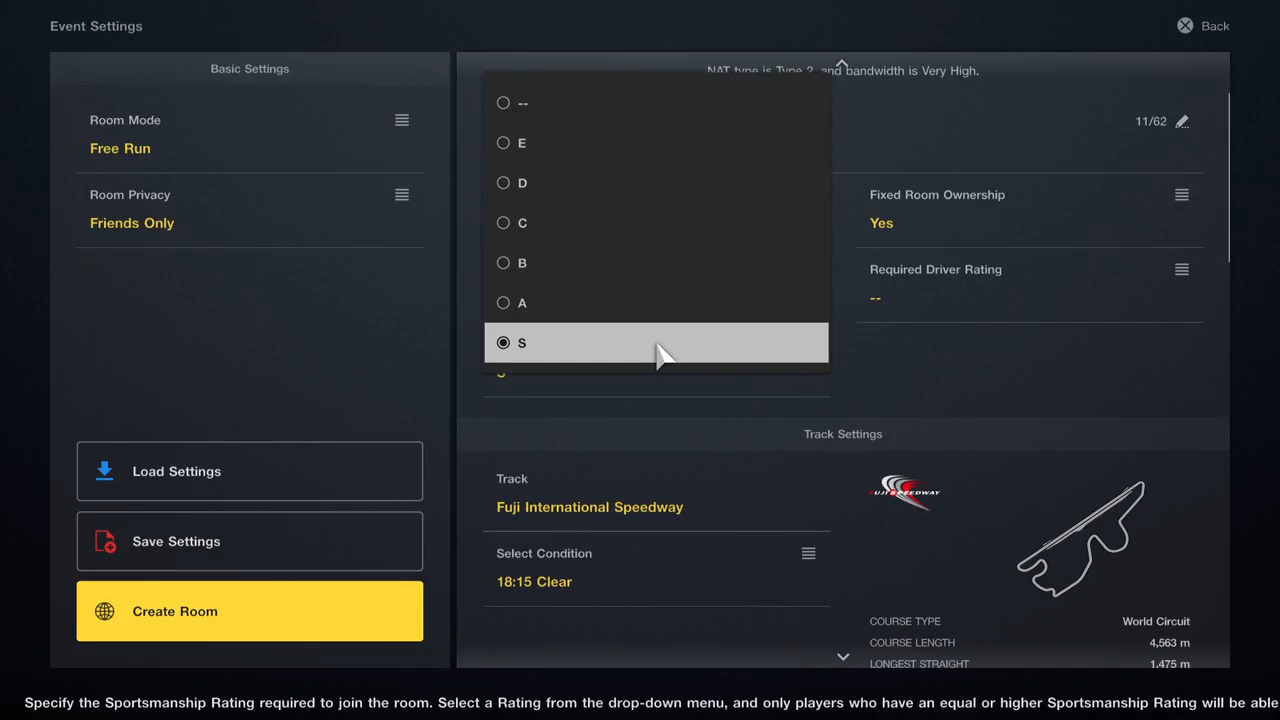 Event Settings
Back
Basic Settings
Room Mode
Free Run
Room Privacy
Friends Only
Load Settings
Save Settings
Create Room
NAT type is Type 2, and bandwidth is Very High.
11/62
--
E
D
C
B
A
S
S
Fixed Room Ownership
Yes
Required Driver Rating
--
Track Settings
Track
Fuji International Speedway
Select Condition
18:15 Clear
FUJI SPEEDWAY
COURSE TYPE World Circuit
COURSE LENGTH 4,563 m
LONGEST STRAIGHT 1,475 m
Specify the Sportsmanship Rating required to join the room. Select a Rating from the drop-down menu, and only players who have an equal or higher Sportsmanship Rating will be able